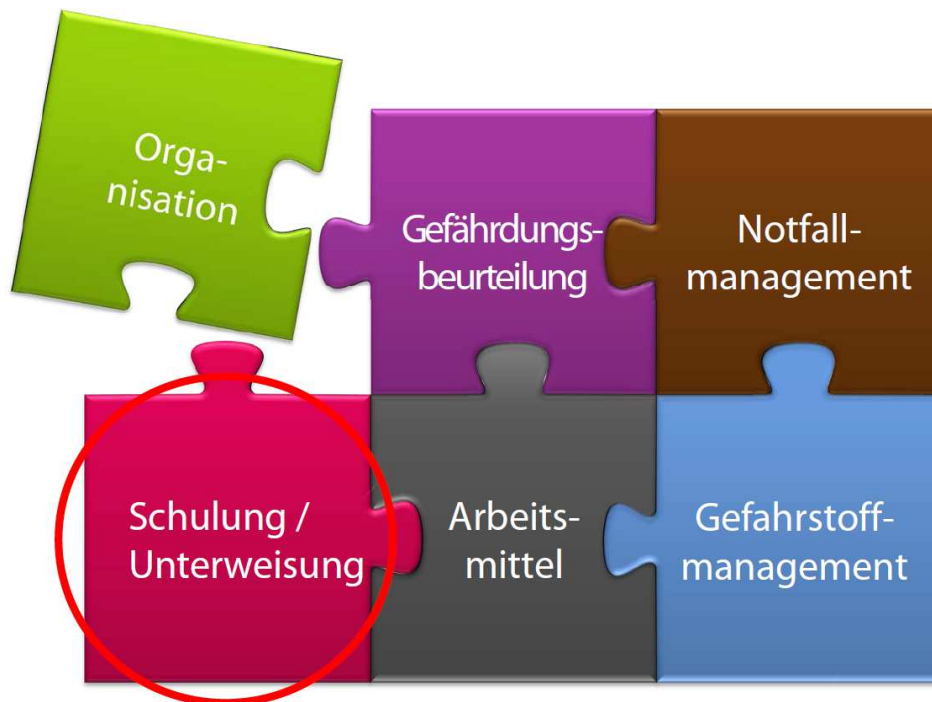 Orga-
nisation
Gefährdungs-
beurteilung
Notfall-
management
Schulung /
Unterweisung
Arbeits-
mittel
Gefahrstoff-
management